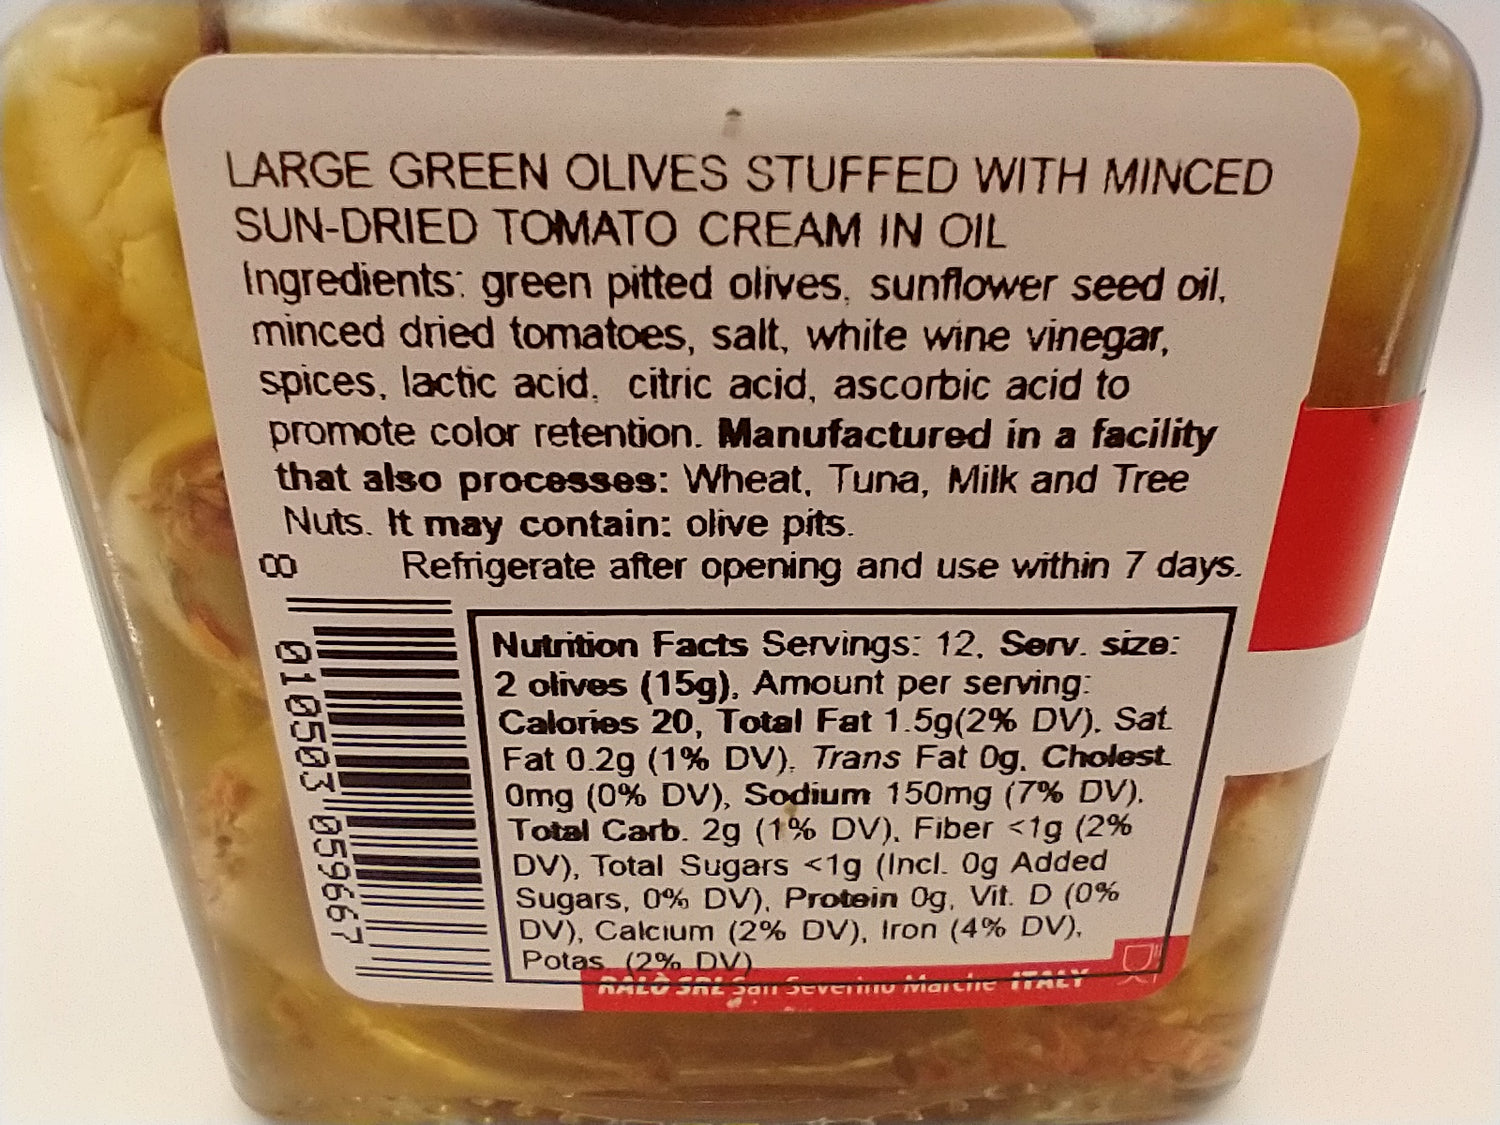 LARGE GREEN OLIVES STUFFED WITH MINCED
SUN-DRIED TOMATO CREAM IN OIL
Ingredients: green pitted olives, sunflower seed oil,
minced dried tomatoes, salt, white wine vinegar,
spices, lactic acid, citric acid, ascorbic acid to
promote color retention. Manufactured in a facility
that also processes: Wheat, Tuna, Milk and Tree
Nuts. It may contain: olive pits.
Refrigerate after opening and use within 7 days.
8 010503 059667
Nutrition Facts Servings: 12, Serv. size:
2 olives (15g), Amount per serving:
Calories 20, Total Fat 1.5g(2% DV), Sat.
Fat 0.2g (1% DV), Trans Fat 0g, Cholest.
0mg (0% DV), Sodium 150mg (7% DV),
Total Carb. 2g (1% DV), Fiber <1g (2%
DV), Total Sugars <1g (Incl. 0g Added
Sugars, 0% DV), Protein 0g, Vit. D (0%
DV), Calcium (2% DV), Iron (4% DV),
Potas. (2% DV)
RALÒ SRL San Severino Marche ITALY